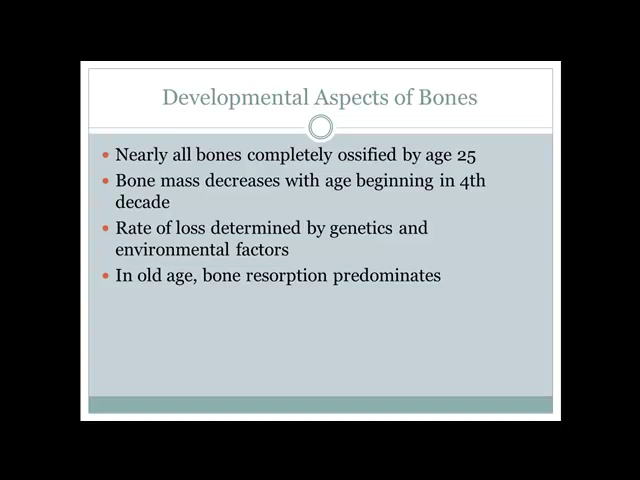 Developmental Aspects of Bones
• Nearly all bones completely ossified by age 25
• Bone mass decreases with age beginning in 4th
decade
• Rate of loss determined by genetics and
environmental factors
• In old age, bone resorption predominates